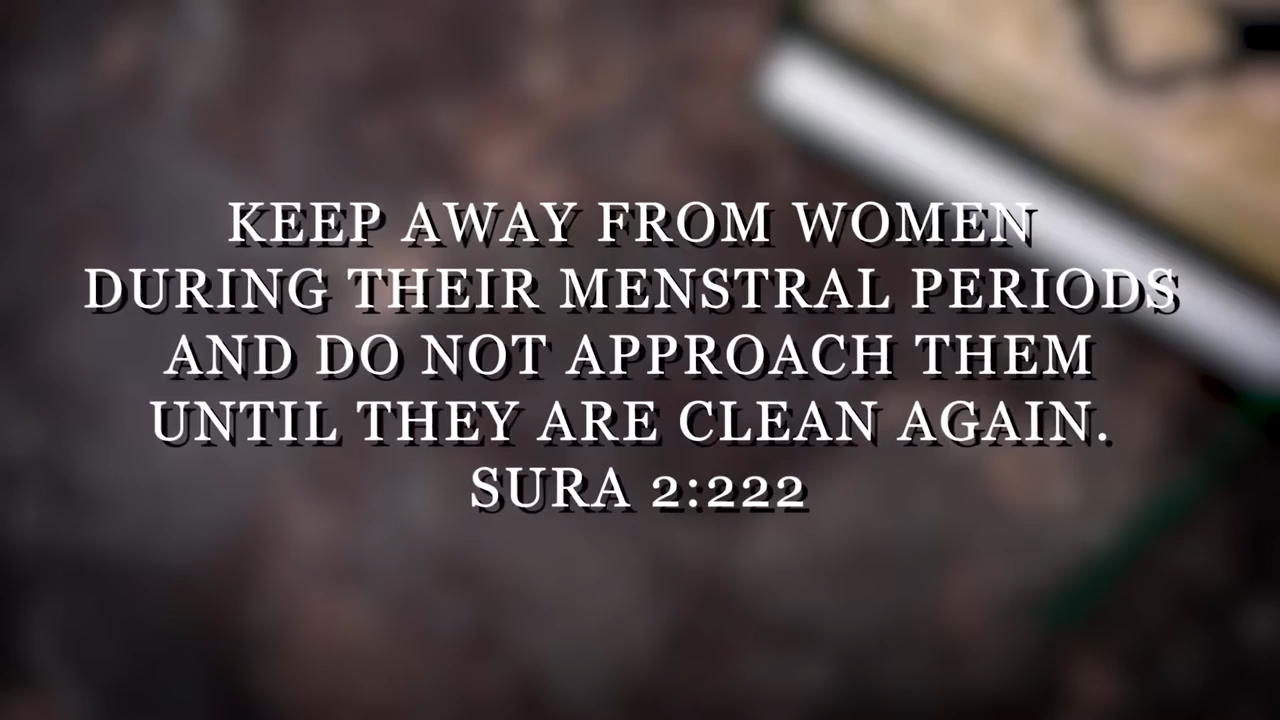 KEEP AWAY FROM WOMEN
DURING THEIR MENSTRAL PERIODS
AND DO NOT APPROACH THEM
UNTIL THEY ARE CLEAN AGAIN.
SURA 2:222